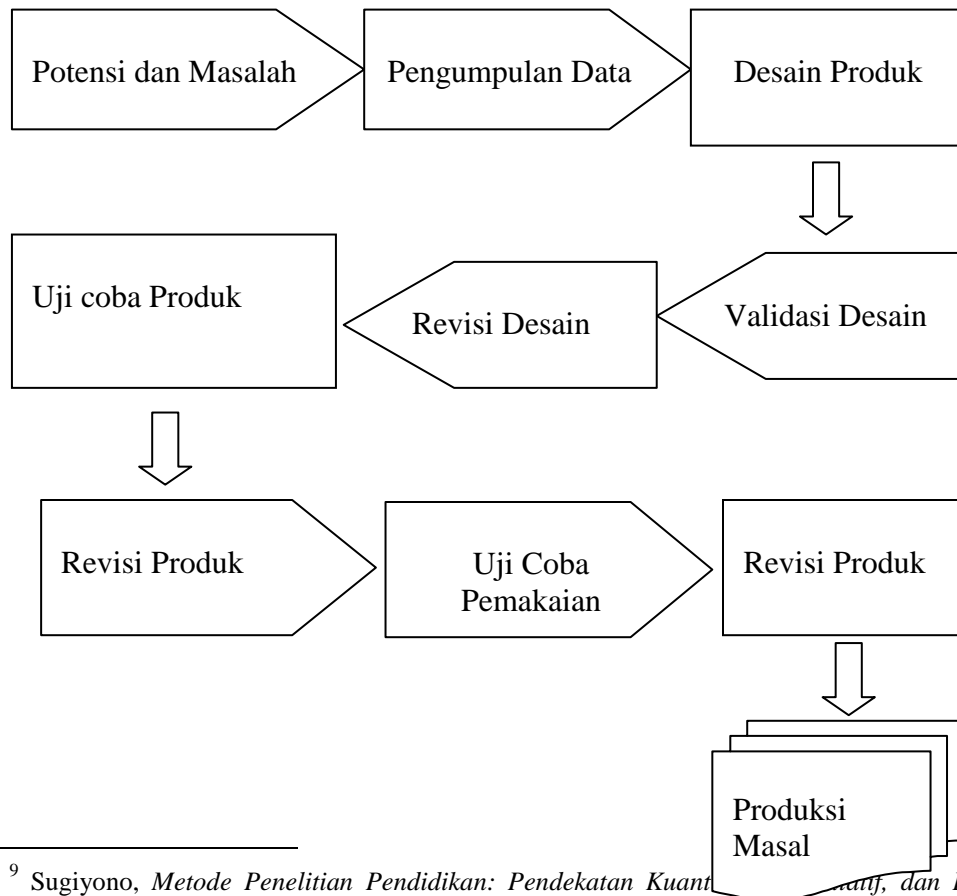 Potensi dan Masalah
Pengumpulan Data
Desain Produk
Validasi Desain
Revisi Desain
Uji coba Produk
Revisi Produk
Uji Coba
Pemakaian
Revisi Produk
Produksi
Masal
9 Sugiyono, Metode Penelitian Pendidikan: Pendekatan dan